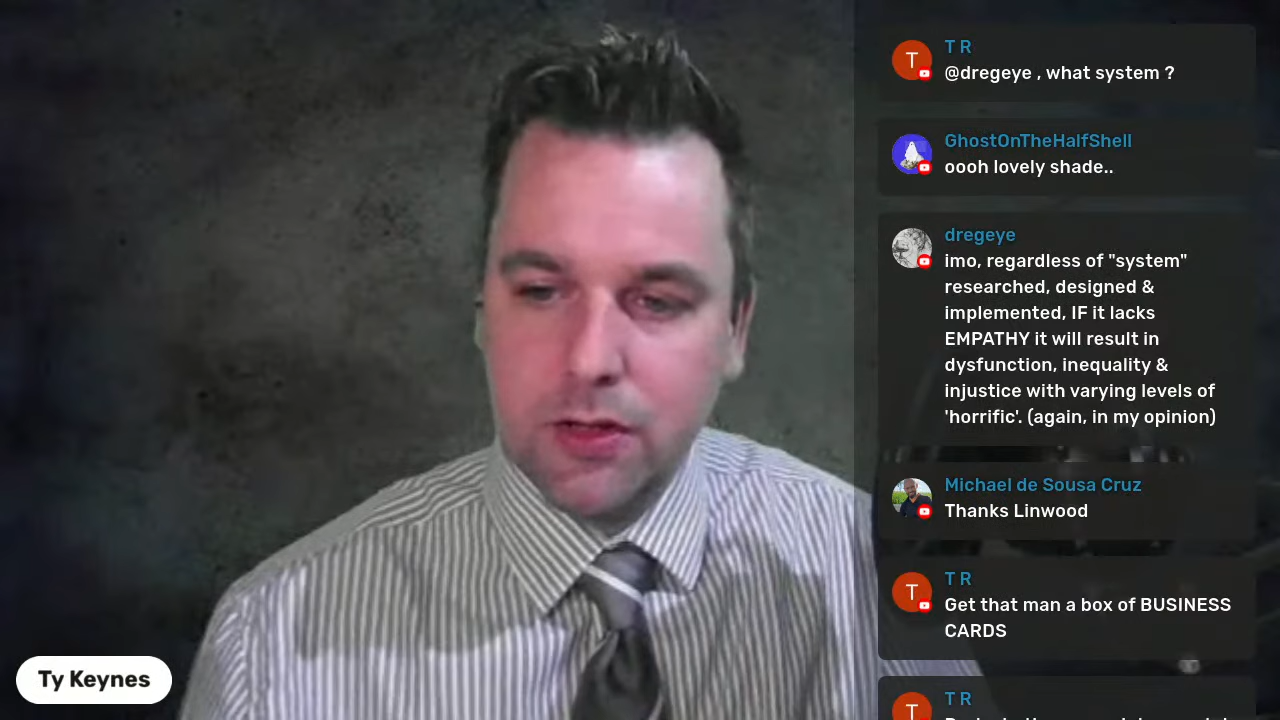 T R
@dregeye , what system ?
GhostOnTheHalfShell
oooh lovely shade..
dregeye
imo, regardless of "system"
researched, designed &
implemented, IF it lacks
EMPATHY it will result in
dysfunction, inequality &
injustice with varying levels of
'horrific'. (again, in my opinion)
Michael de Sousa Cruz
Thanks Linwood
T R
Get that man a box of BUSINESS
CARDS
T R
Ty Keynes